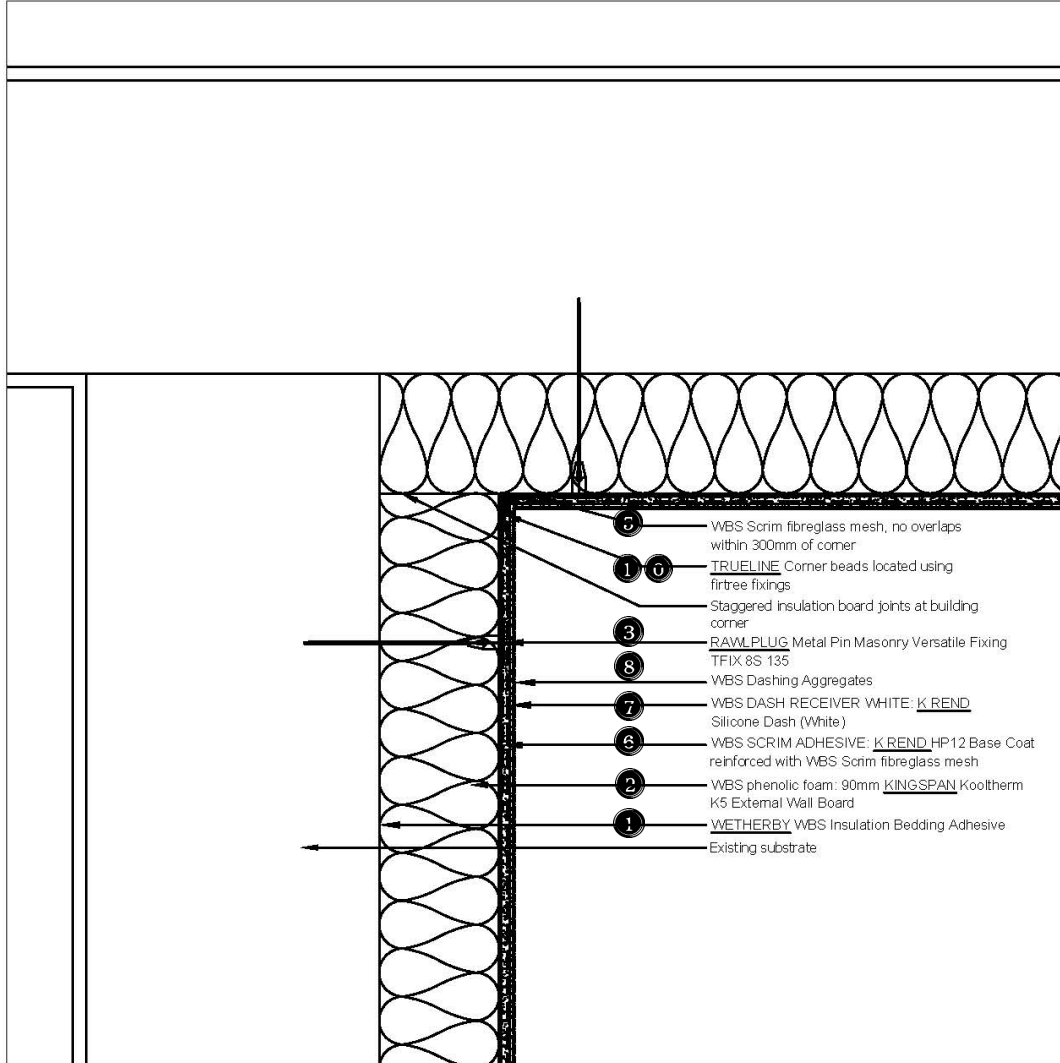 5 WBS Scrim fibreglass mesh, no overlaps
within 300mm of corner
1 0 TRUELINE Corner beads located using
firtree fixings
Staggered insulation board joints at building
corner
3 RAWLPLUG Metal Pin Masonry Versatile Fixing
8 TFIX 8S 135
WBS Dashing Aggregates
7 WBS DASH RECEIVER WHITE: K REND
Silicone Dash (White)
6 WBS SCRIM ADHESIVE: K REND HP12 Base Coat
reinforced with WBS Scrim fibreglass mesh
2 WBS phenolic foam: 90mm KINGSPAN Kooltherm
K5 External Wall Board
1 WETHERBY WBS Insulation Bedding Adhesive
Existing substrate